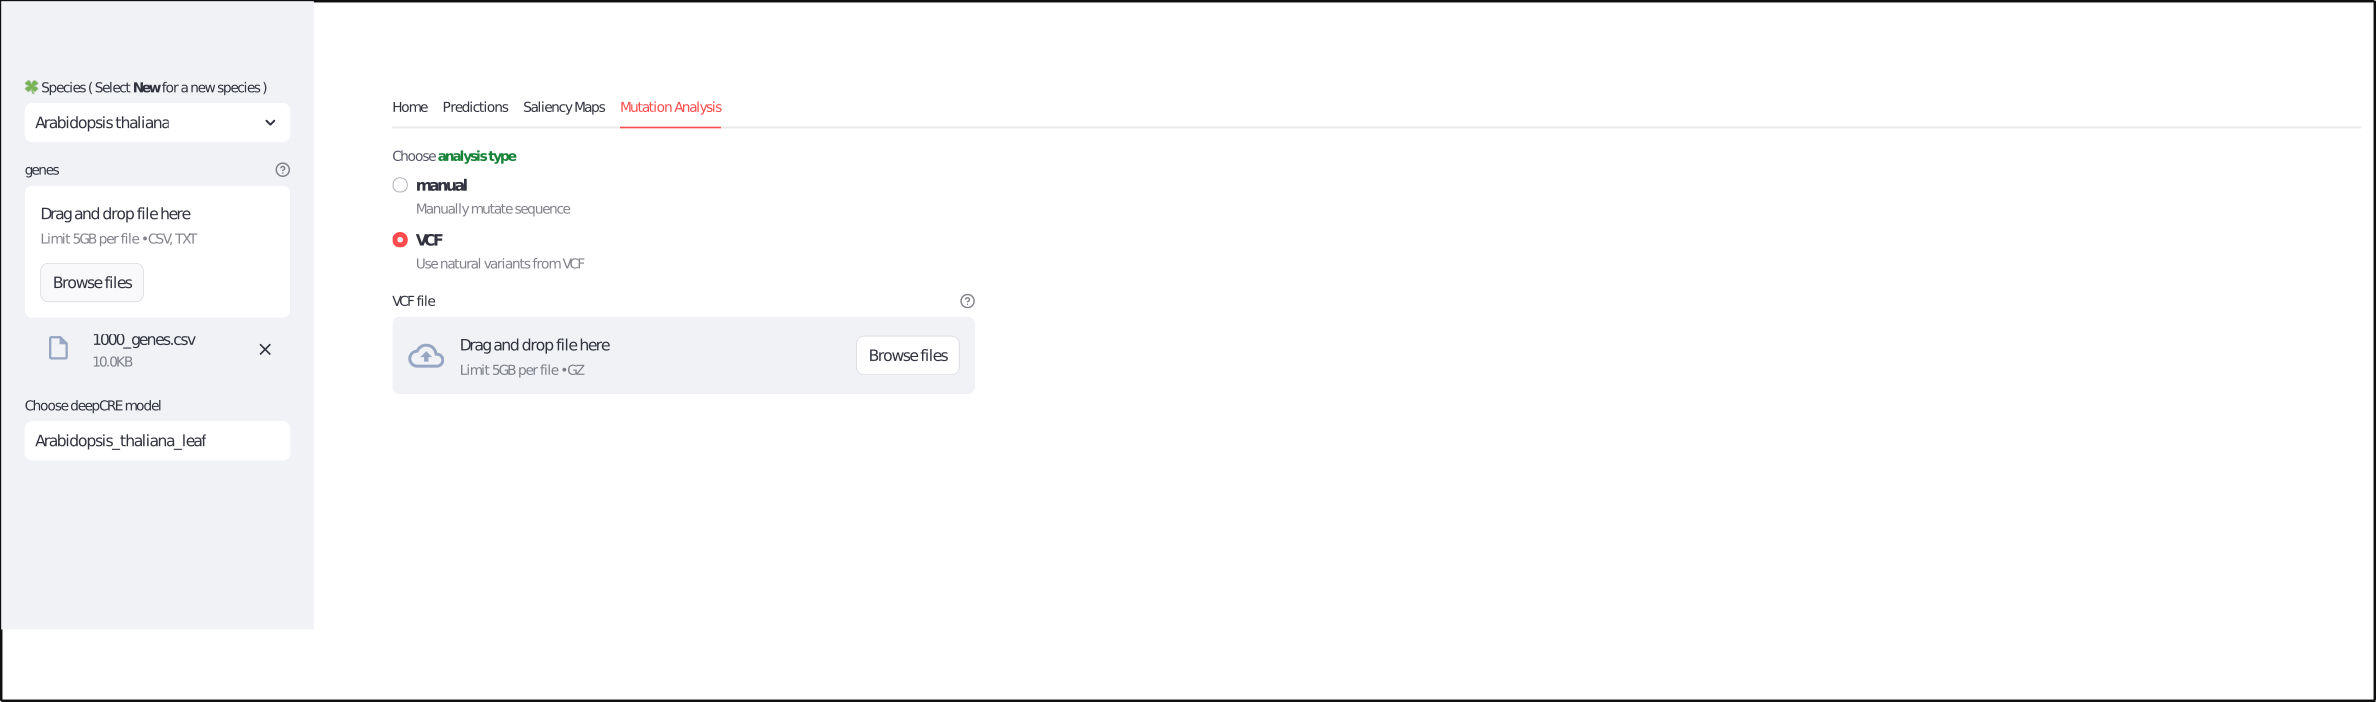 🍀 Species ( Select New for a new species )
Arabidopsis thaliana
genes
Drag and drop file here
Limit 5GB per file • CSV, TXT
Browse files
1000_genes.csv
10.0KB
Choose deepCRE model
Arabidopsis_thaliana_leaf
Home Predictions Saliency Maps Mutation Analysis
Choose analysis type
manual
Manually mutate sequence
VCF
Use natural variants from VCF
VCF file
Drag and drop file here
Limit 5GB per file • GZ
Browse files